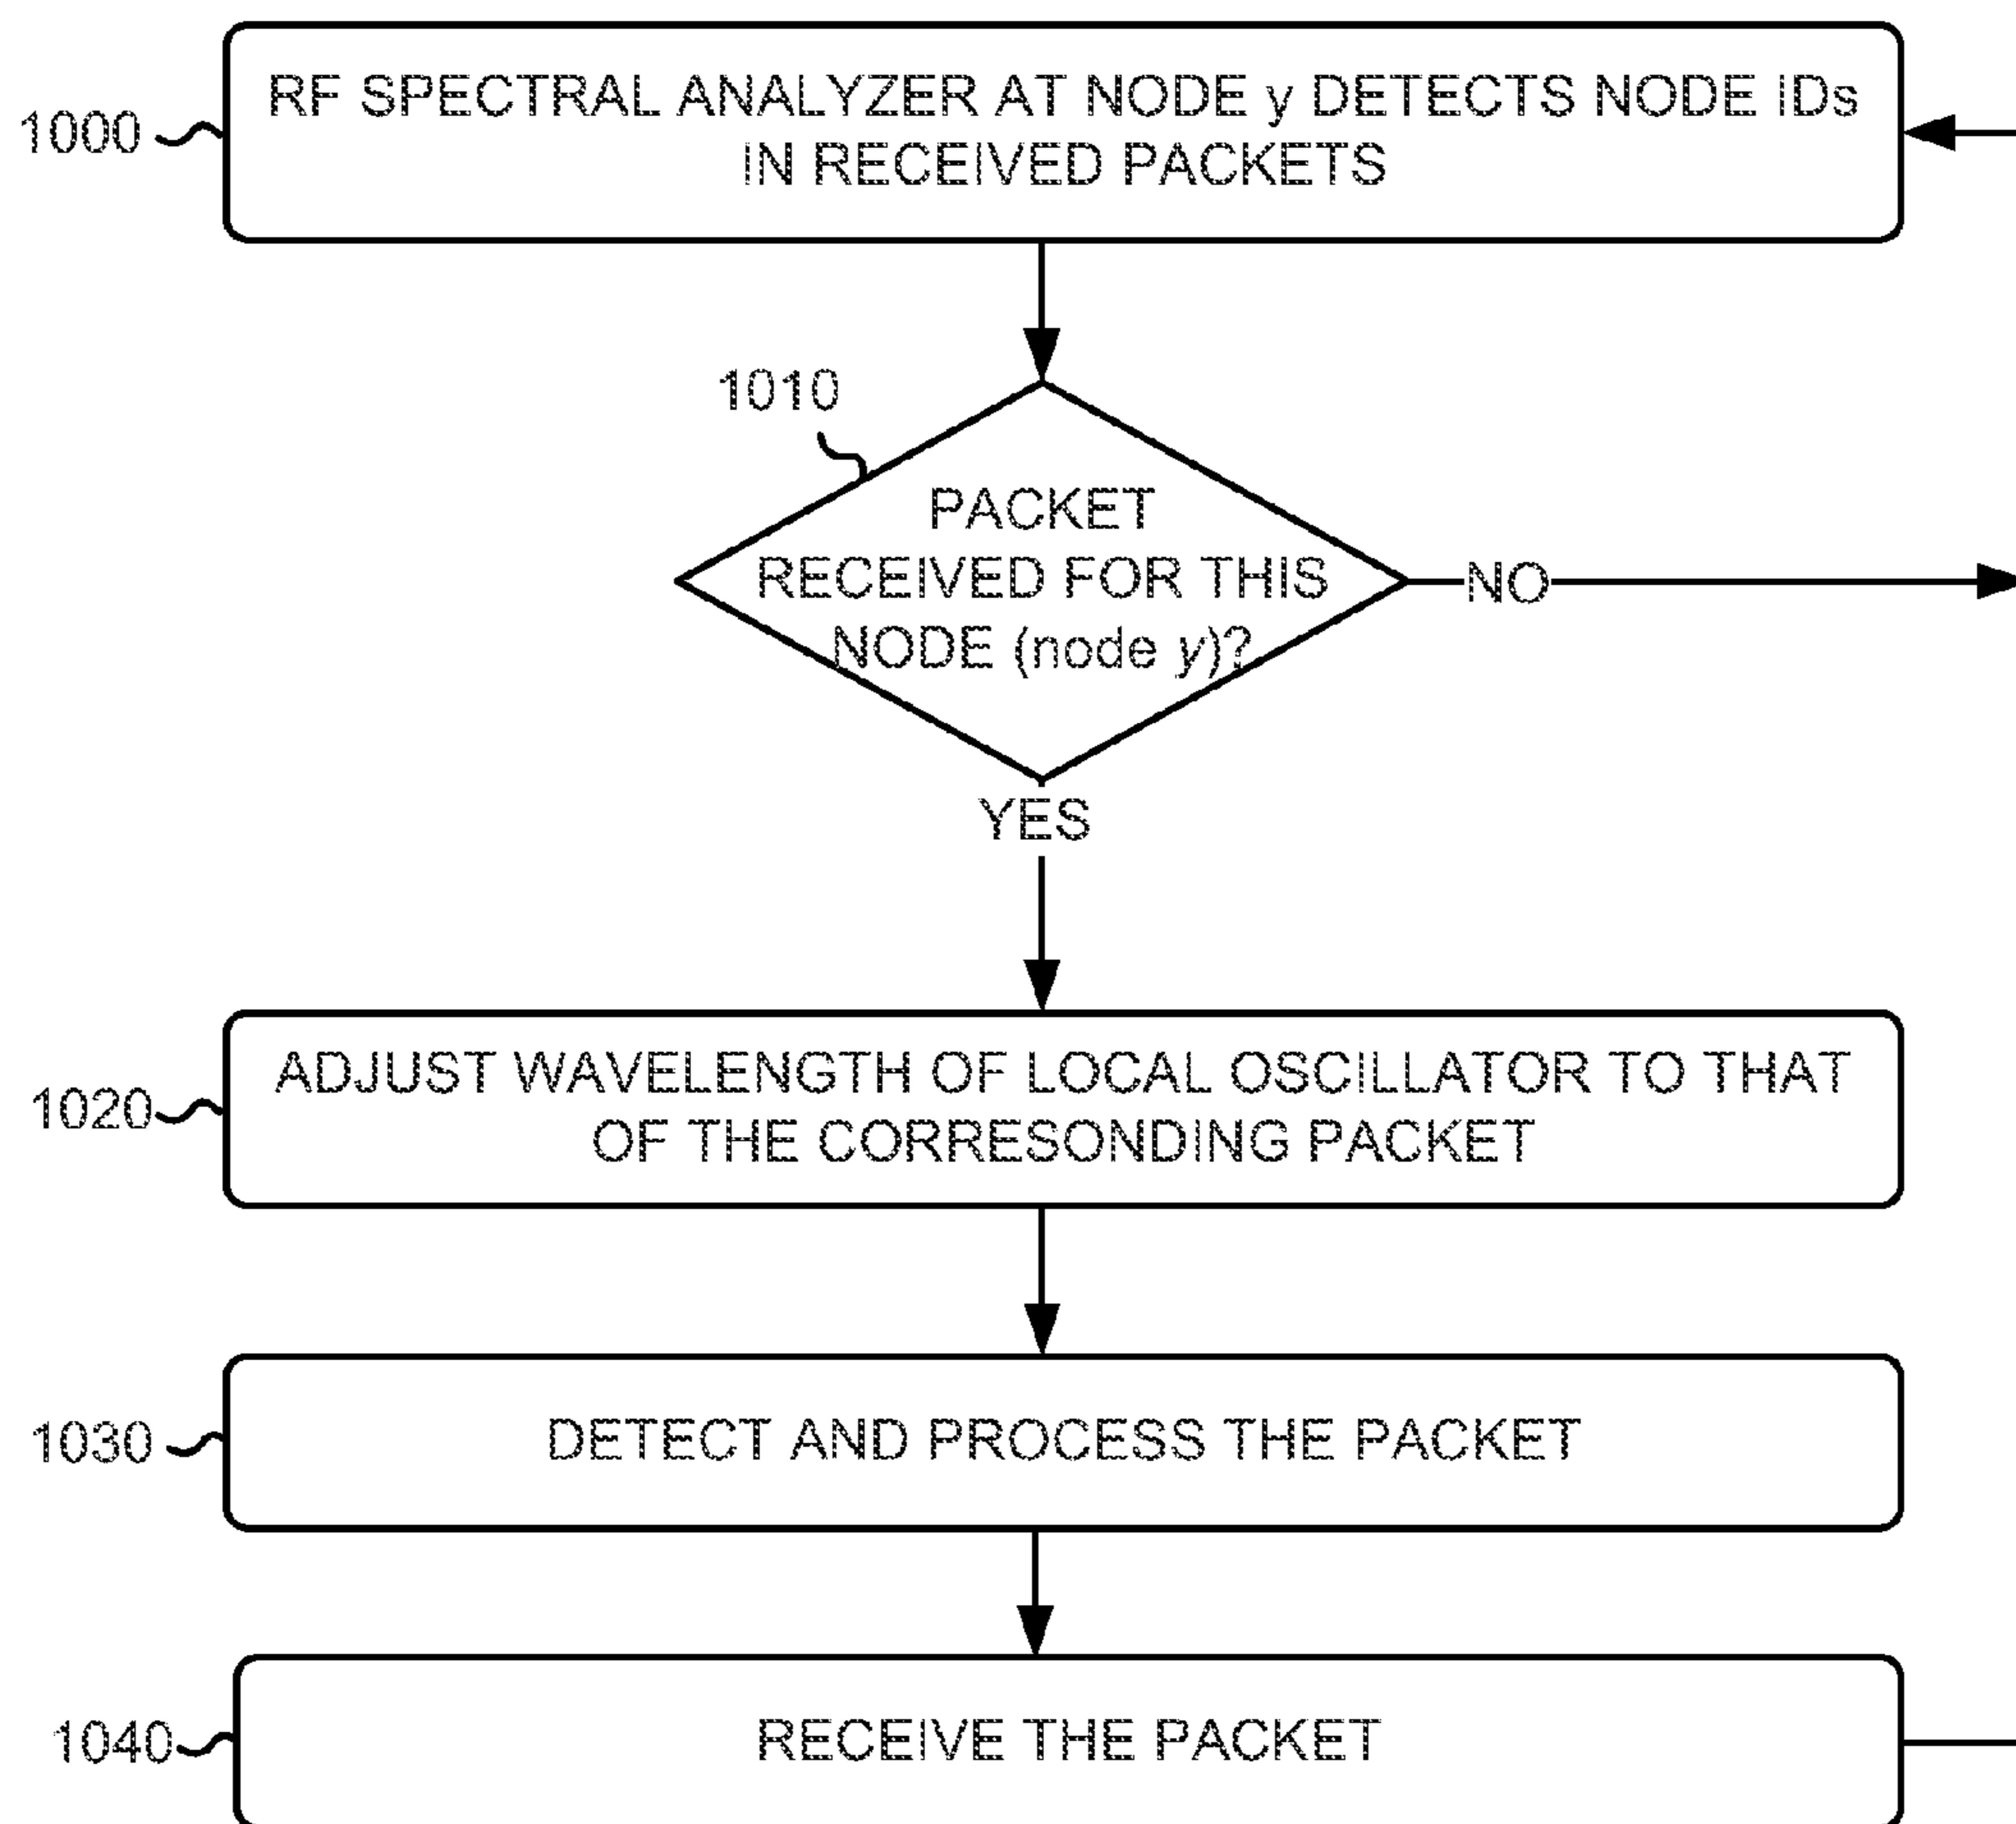 1000
RF SPECTRAL ANALYZER AT NODE y DETECTS NODE IDs
IN RECEIVED PACKETS
1010
PACKET
RECEIVED FOR THIS
NODE (node y)?
NO
YES
1020
ADJUST WAVELENGTH OF LOCAL OSCILLATOR TO THAT
OF THE CORRESONDING PACKET
1030
DETECT AND PROCESS THE PACKET
1040
RECEIVE THE PACKET